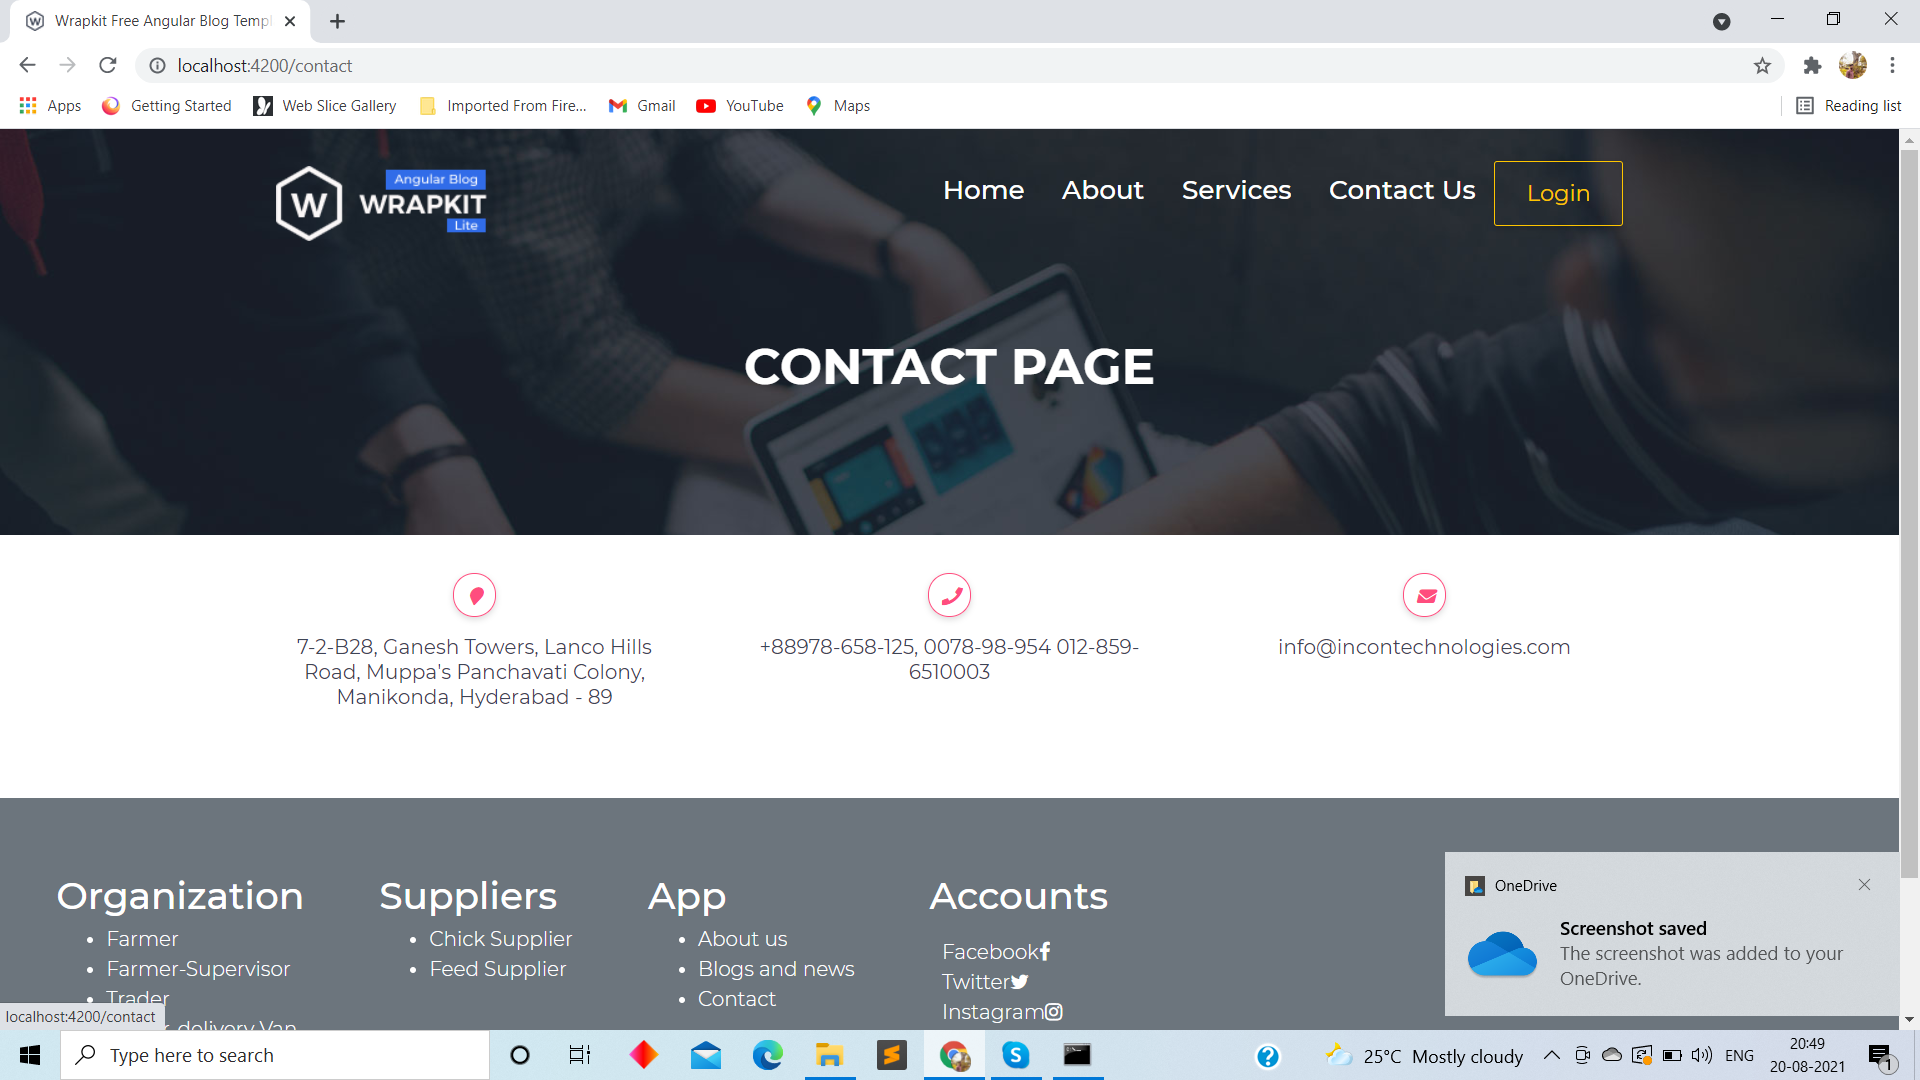 Wrapkit Free Angular Blog Templ
localhost:4200/contact
Apps
Getting Started
Web Slice Gallery
Imported From Fire...
Gmail
YouTube
Maps
Reading list
W
Angular Blog
WRAPKIT
Lite
Home
About
Services
Contact Us
Login
CONTACT PAGE
7-2-B28, Ganesh Towers, Lanco Hills
Road, Muppa's Panchavati Colony,
Manikonda, Hyderabad - 89
+88978-658-125, 0078-98-954 012-859-
6510003
info@incontechnologies.com
Organization
Farmer
Farmer-Supervisor
Trader
delivery Van
Suppliers
Chick Supplier
Feed Supplier
App
About us
Blogs and news
Contact
Accounts
Facebook
Twitter
Instagram
OneDrive
Screenshot saved
The screenshot was added to your
OneDrive.
localhost:4200/contact
Type here to search
25°C Mostly cloudy
ENG
20:49
20-08-2021
1